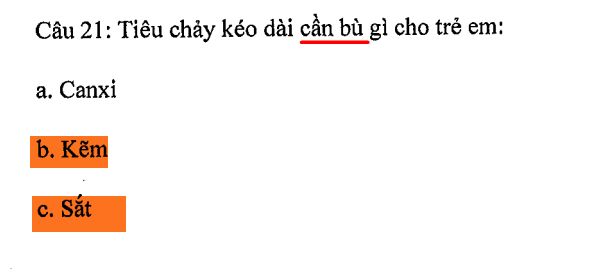 Câu 21: Tiêu chảy kéo dài cần bù gì cho trẻ em:
a. Canxi
b. Kẽm
c. Sắt